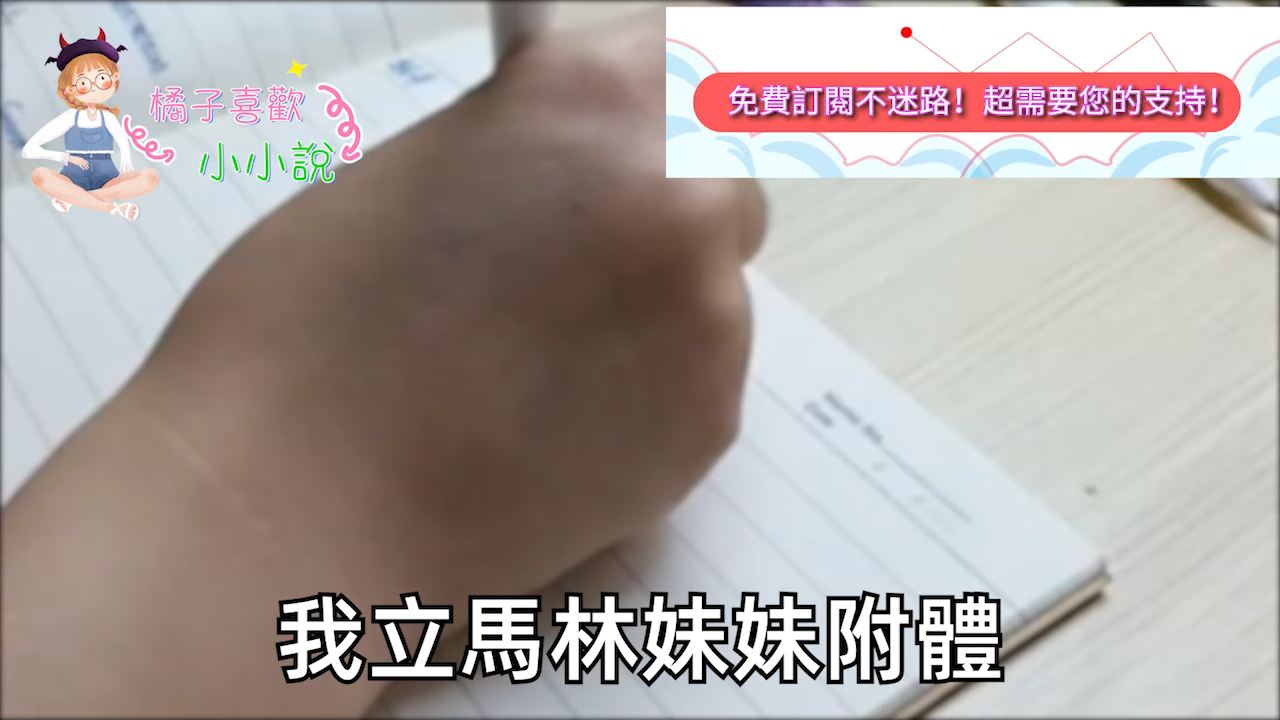 橘子喜歡
小小說
免費訂閱不迷路！超需要您的支持！
我立馬林妹妹附體